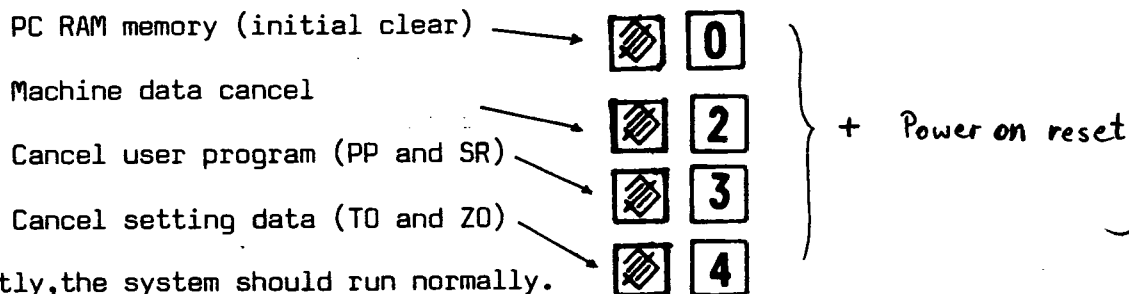 PC RAM memory (initial clear) 0
Machine data cancel 2
+ Power on reset
Cancel user program (PP and SR) 3
Cancel setting data (TO and ZO) 4
tly,the system should run normally.